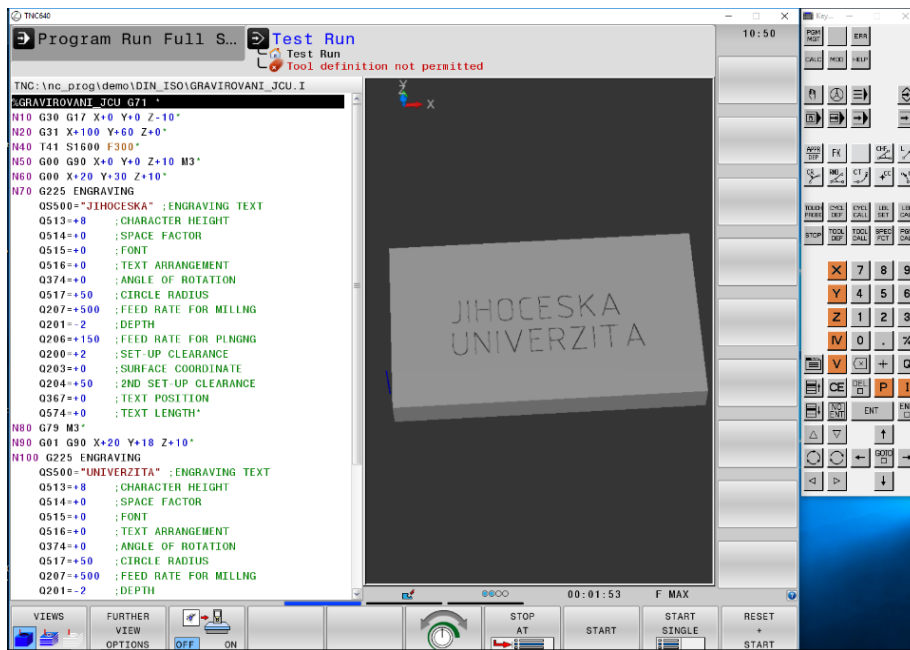 TNC640
Program Run Full S...
Test Run
10:50
Test Run
Tool definition not permitted
TNC:\nc_prog\demo\DIN_ISO\GRAVIROVANI_JCU.I
%GRAVIROVANI_JCU G71 *
N10 G30 G17 X+0 Y+0 Z-10*
N20 G31 X+100 Y+60 Z+0*
N40 T41 S1600 F300*
N50 G00 G90 X+0 Y+0 Z+10 M3*
N60 G00 X+20 Y+30 Z+10*
N70 G225 ENGRAVING
QS500="JIHOCESKA" ;ENGRAVING TEXT
Q513=+8 ;CHARACTER HEIGHT
Q514=+0 ;SPACE FACTOR
Q515=+0 ;FONT
Q516=+0 ;TEXT ARRANGEMENT
Q374=+0 ;ANGLE OF ROTATION
Q517=+50 ;CIRCLE RADIUS
Q207=+500 ;FEED RATE FOR MILLNG
Q201=-2 ;DEPTH
Q206=+150 ;FEED RATE FOR PLNGNG
Q200=+2 ;SET-UP CLEARANCE
Q203=+0 ;SURFACE COORDINATE
Q204=+50 ;2ND SET-UP CLEARANCE
Q367=+0 ;TEXT POSITION
Q574=+0 ;TEXT LENGTH*
N80 G79 M3*
N90 G01 G90 X+20 Y+18 Z+10*
N100 G225 ENGRAVING
QS500="UNIVERZITA" ;ENGRAVING TEXT
Q513=+8 ;CHARACTER HEIGHT
Q514=+0 ;SPACE FACTOR
Q515=+0 ;FONT
Q516=+0 ;TEXT ARRANGEMENT
Q374=+0 ;ANGLE OF ROTATION
Q517=+50 ;CIRCLE RADIUS
Q207=+500 ;FEED RATE FOR MILLNG
Q201=-2 ;DEPTH
Z
X
JIHOCESKA
UNIVERZITA
00:01:53 F MAX
VIEWS
FURTHER
VIEW
OPTIONS
OFF ON
STOP
AT
START
START
SINGLE
RESET
+
START
Key...
PGM
MGT
ERR
CALC MOD HELP
APPR
DEP
FK
CHF
L
CR
RND
CT
CC
TOUCH
PROBE
CYCL
DEF
CYCL
CALL
LBL
SET
STOP
TOOL
DEF
TOOL
CALL
SPEC
FCT
X 7 8 9
Y 4 5 6
Z 1 2 3
IV 0 .
V + Q
CE DEL P I
NO
ENT
ENT
GOTO